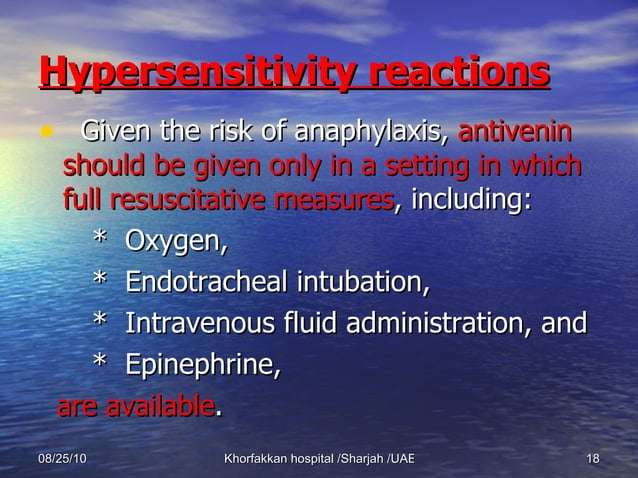 Hypersensitivity reactions
• Given the risk of anaphylaxis, antivenin
should be given only in a setting in which
full resuscitative measures, including:
* Oxygen,
* Endotracheal intubation,
* Intravenous fluid administration, and
* Epinephrine,
are available.
08/25/10 Khorfakkan hospital /Sharjah /UAE 18